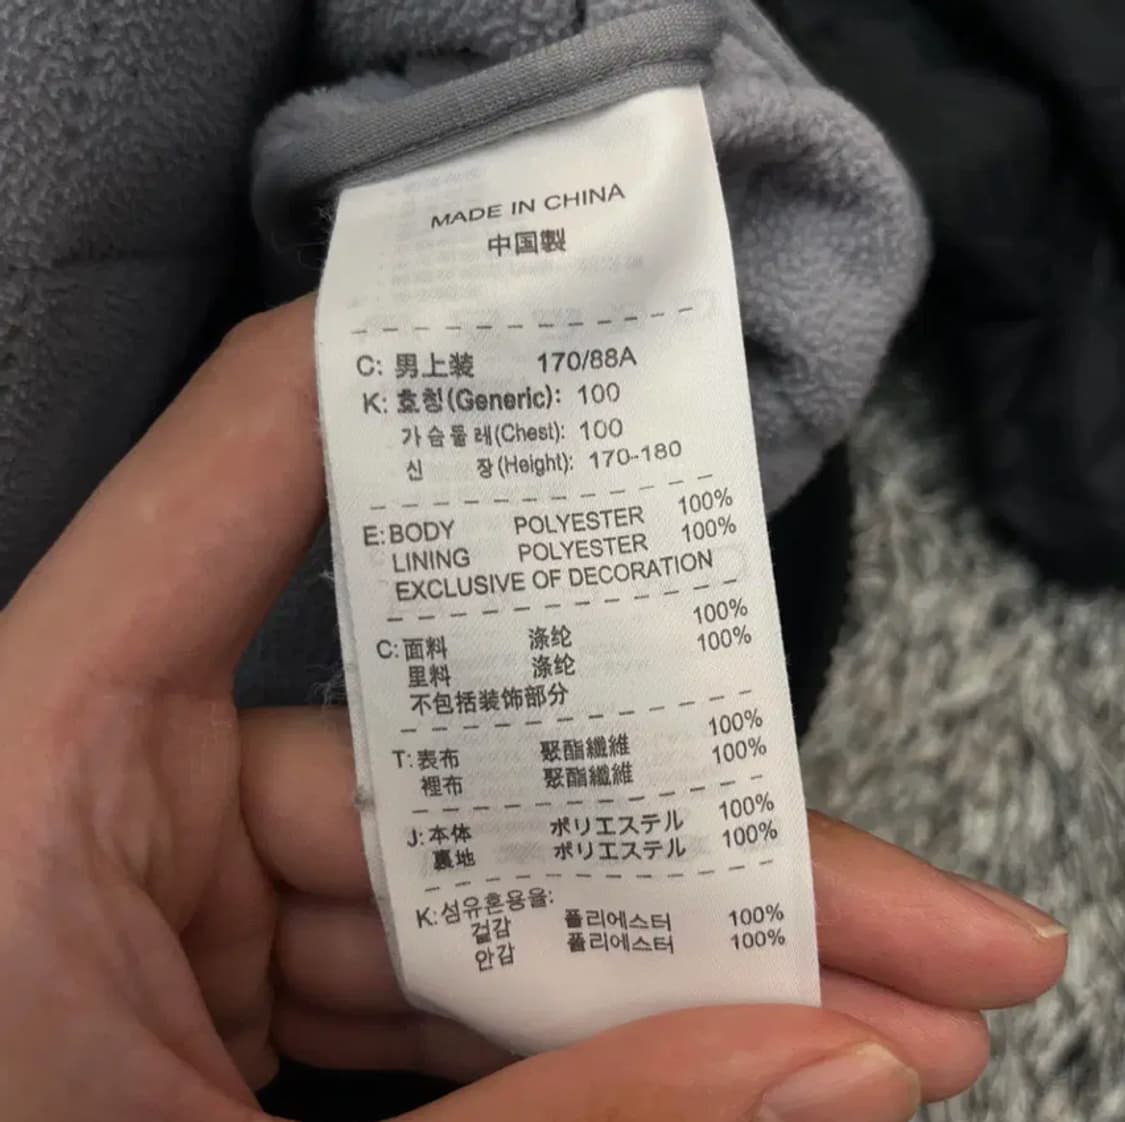 MADE IN CHINA
中国製
C: 男上装 170/88A
K: 호칭(Generic): 100
가슴둘레(Chest): 100
신 장(Height): 170-180
E: BODY POLYESTER 100%
LINING POLYESTER 100%
EXCLUSIVE OF DECORATION
C: 面料 涤纶 100%
里料 涤纶 100%
不包括装饰部分
T: 表布 聚酯纖維 100%
裡布 聚酯纖維 100%
J: 本体 ポリエステル 100%
裏地 ポリエステル 100%
K: 섬유혼용율:
겉감 폴리에스터 100%
안감 폴리에스터 100%